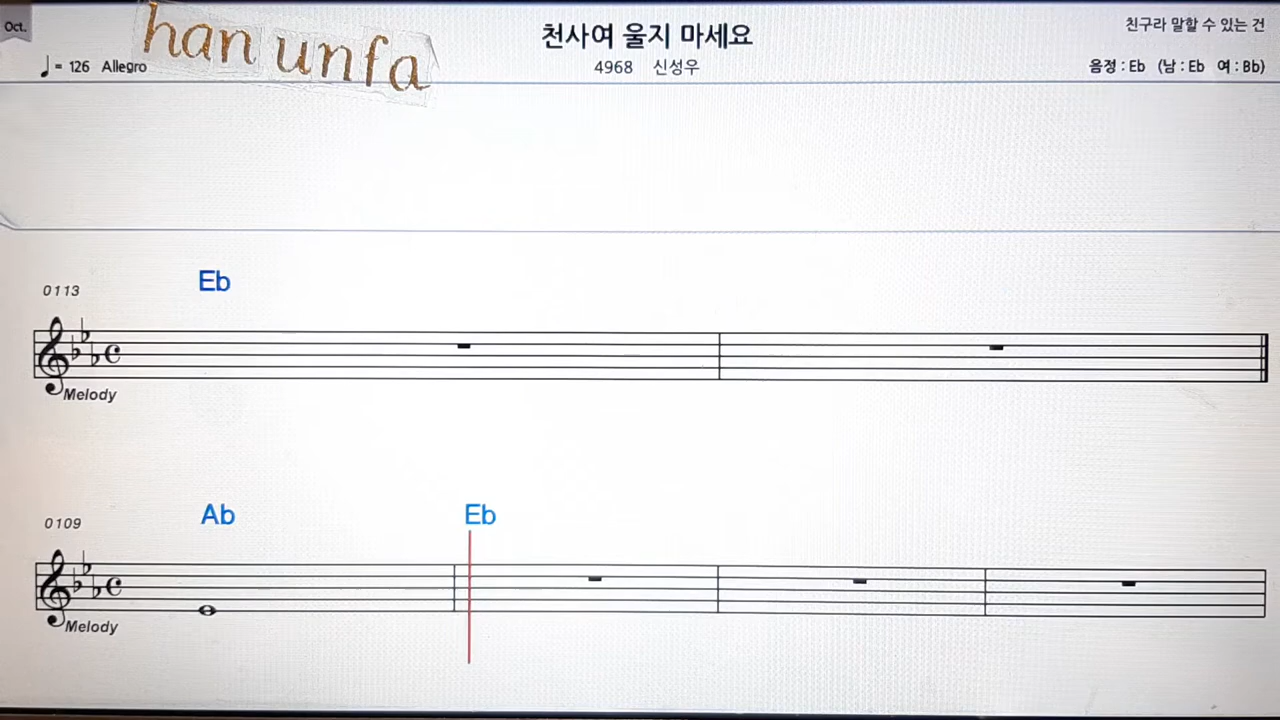 Oct.
han unfa
천사여 울지 마세요
친구라 말할 수 있는 건
♩= 126 Allegro
4968 신성우
음정 : Eb (남 : Eb 여 : Bb)
Eb
0113
Melody
Ab Eb
0109
Melody